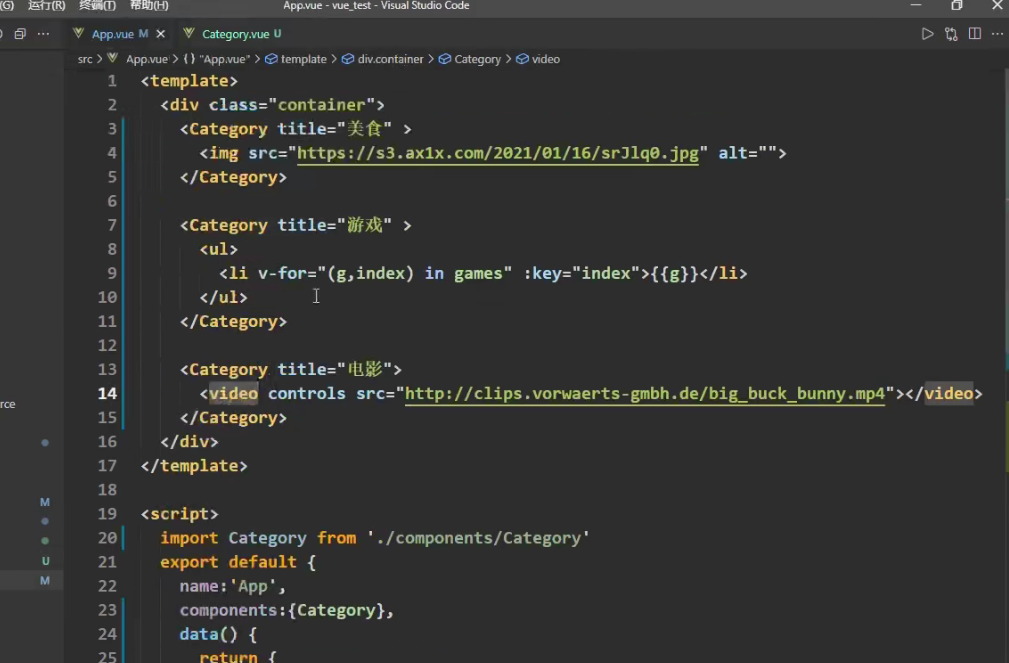 (G) 运行(R) 终端(T) 帮助(H) App.vue - vue_test - Visual Studio Code
App.vue M Category.vue U
src > App.vue > {} "App.vue" > template > div.container > Category > video
1 <template>
2 <div class="container">
3 <Category title="美食" >
4 <img src="https://s3.ax1x.com/2021/01/16/srJlq0.jpg" alt="">
5 </Category>
6
7 <Category title="游戏" >
8 <ul>
9 <li v-for="(g,index) in games" :key="index">{{g}}</li>
10 </ul>
11 </Category>
12
13 <Category title="电影">
14 <video controls src="http://clips.vorwaerts-gmbh.de/big_buck_bunny.mp4"></video>
rce
15 </Category>
16 </div>
17 </template>
18
M
19 <script>
20 import Category from './components/Category'
U 21 export default {
M 22 name:'App',
23 components:{Category},
24 data() {
25 return {